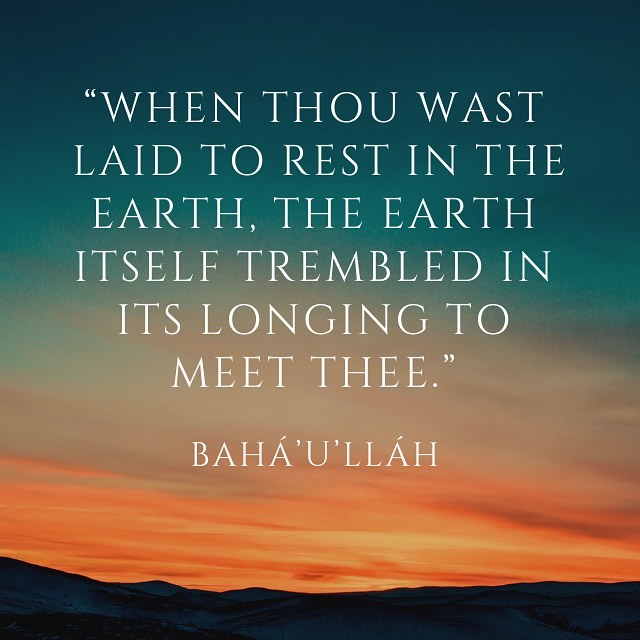 “WHEN THOU WAST
LAID TO REST IN THE
EARTH, THE EARTH
ITSELF TREMBLED IN
ITS LONGING TO
MEET THEE.”
BAHÁ’U’LLÁH